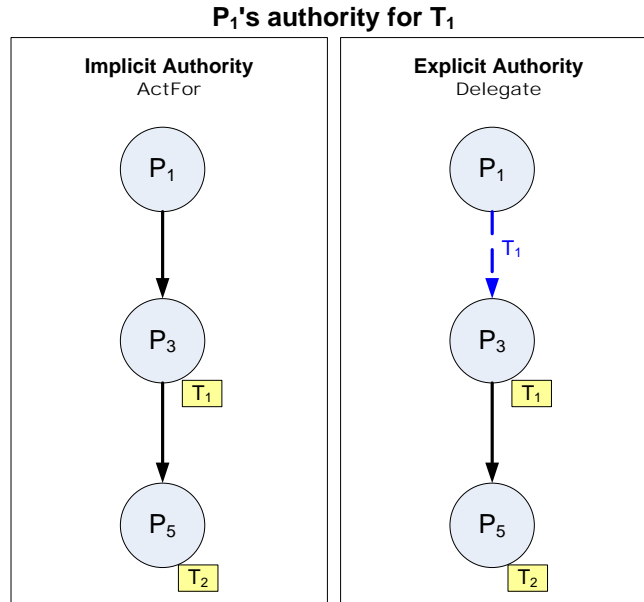 P₁'s authority for T₁
Implicit Authority
ActFor
P₁
P₃
T₁
P₅
T₂
Explicit Authority
Delegate
P₁
T₁
P₃
T₁
P₅
T₂